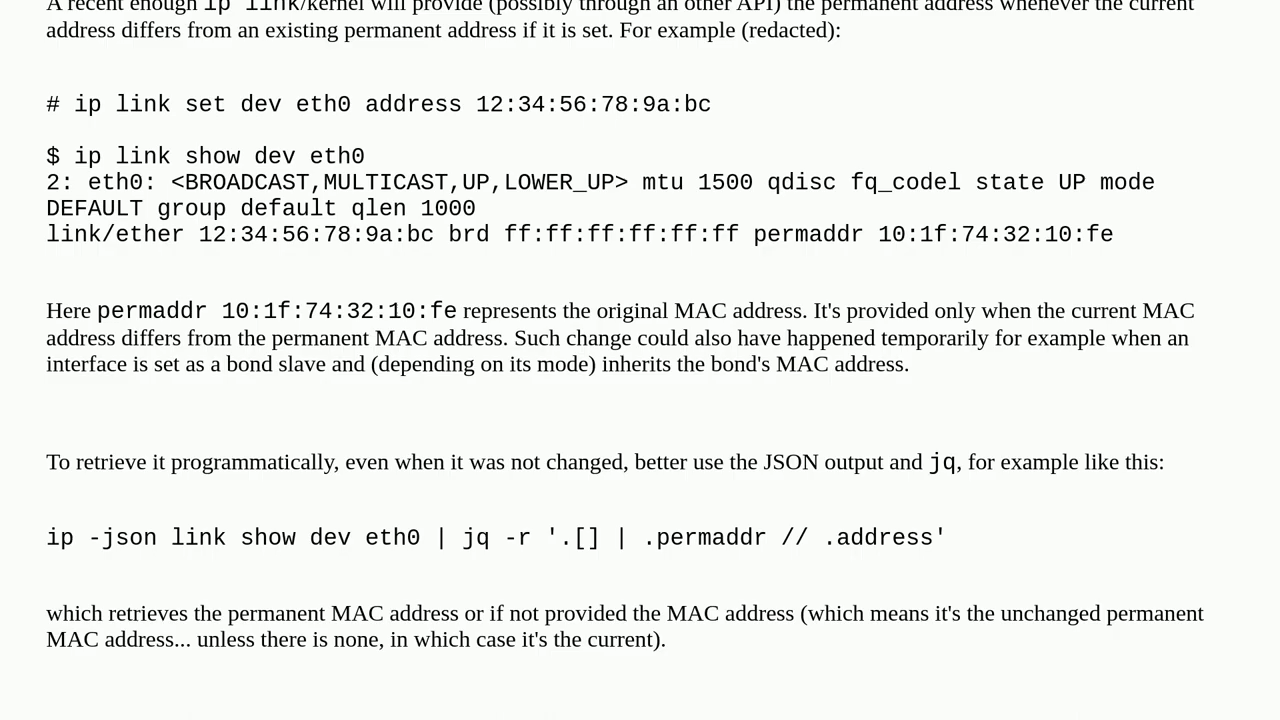 A recent enough ip link/kernel will provide (possibly through an other API) the permanent address whenever the current
address differs from an existing permanent address if it is set. For example (redacted):
# ip link set dev eth0 address 12:34:56:78:9a:bc
$ ip link show dev eth0
2: eth0: <BROADCAST,MULTICAST,UP,LOWER_UP> mtu 1500 qdisc fq_codel state UP mode
DEFAULT group default qlen 1000
link/ether 12:34:56:78:9a:bc brd ff:ff:ff:ff:ff:ff permaddr 10:1f:74:32:10:fe
Here permaddr 10:1f:74:32:10:fe represents the original MAC address. It's provided only when the current MAC
address differs from the permanent MAC address. Such change could also have happened temporarily for example when an
interface is set as a bond slave and (depending on its mode) inherits the bond's MAC address.
To retrieve it programmatically, even when it was not changed, better use the JSON output and jq, for example like this:
ip -json link show dev eth0 | jq -r '.[] | .permaddr // .address'
which retrieves the permanent MAC address or if not provided the MAC address (which means it's the unchanged permanent
MAC address... unless there is none, in which case it's the current).